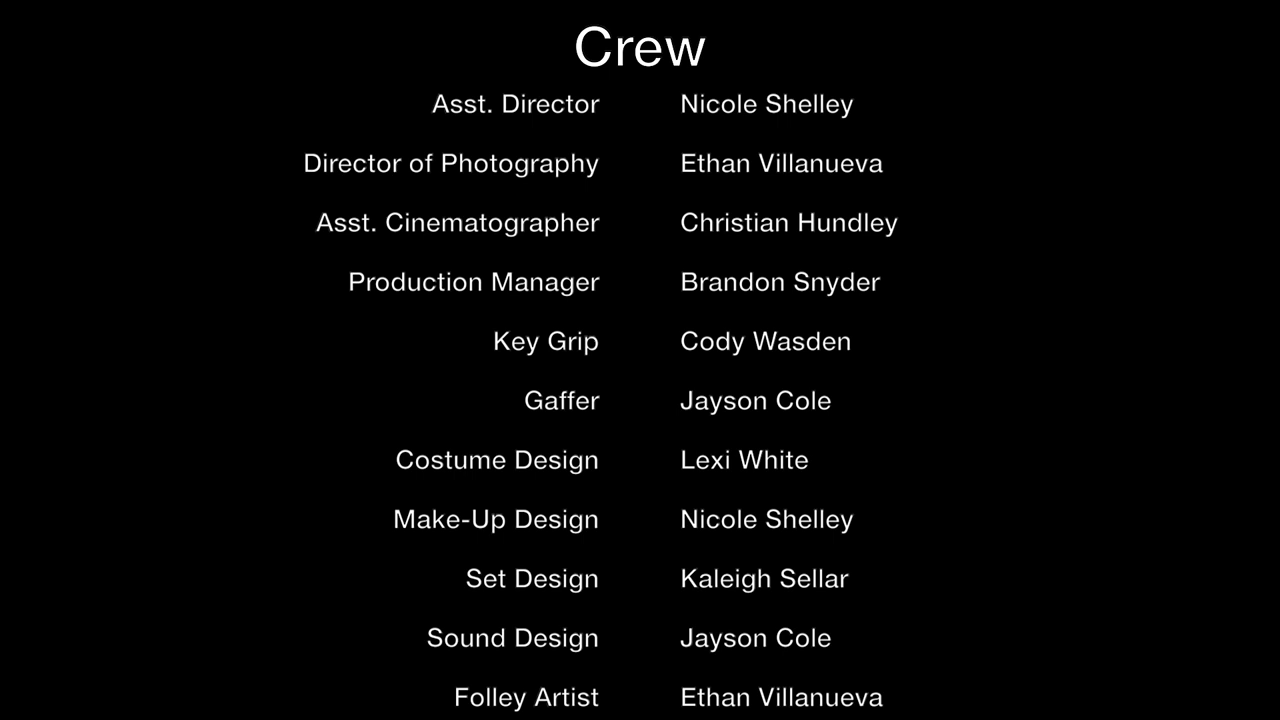 Crew
Asst. Director Nicole Shelley
Director of Photography Ethan Villanueva
Asst. Cinematographer Christian Hundley
Production Manager Brandon Snyder
Key Grip Cody Wasden
Gaffer Jayson Cole
Costume Design Lexi White
Make-Up Design Nicole Shelley
Set Design Kaleigh Sellar
Sound Design Jayson Cole
Folley Artist Ethan Villanueva